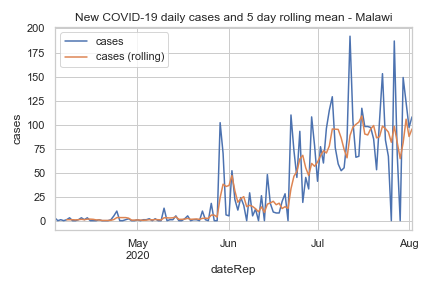 New COVID-19 daily cases and 5 day rolling mean - Malawi
cases
cases (rolling)
200
175
150
125
100
75
50
25
0
cases
May
2020
Jun
Jul
Aug
dateRep